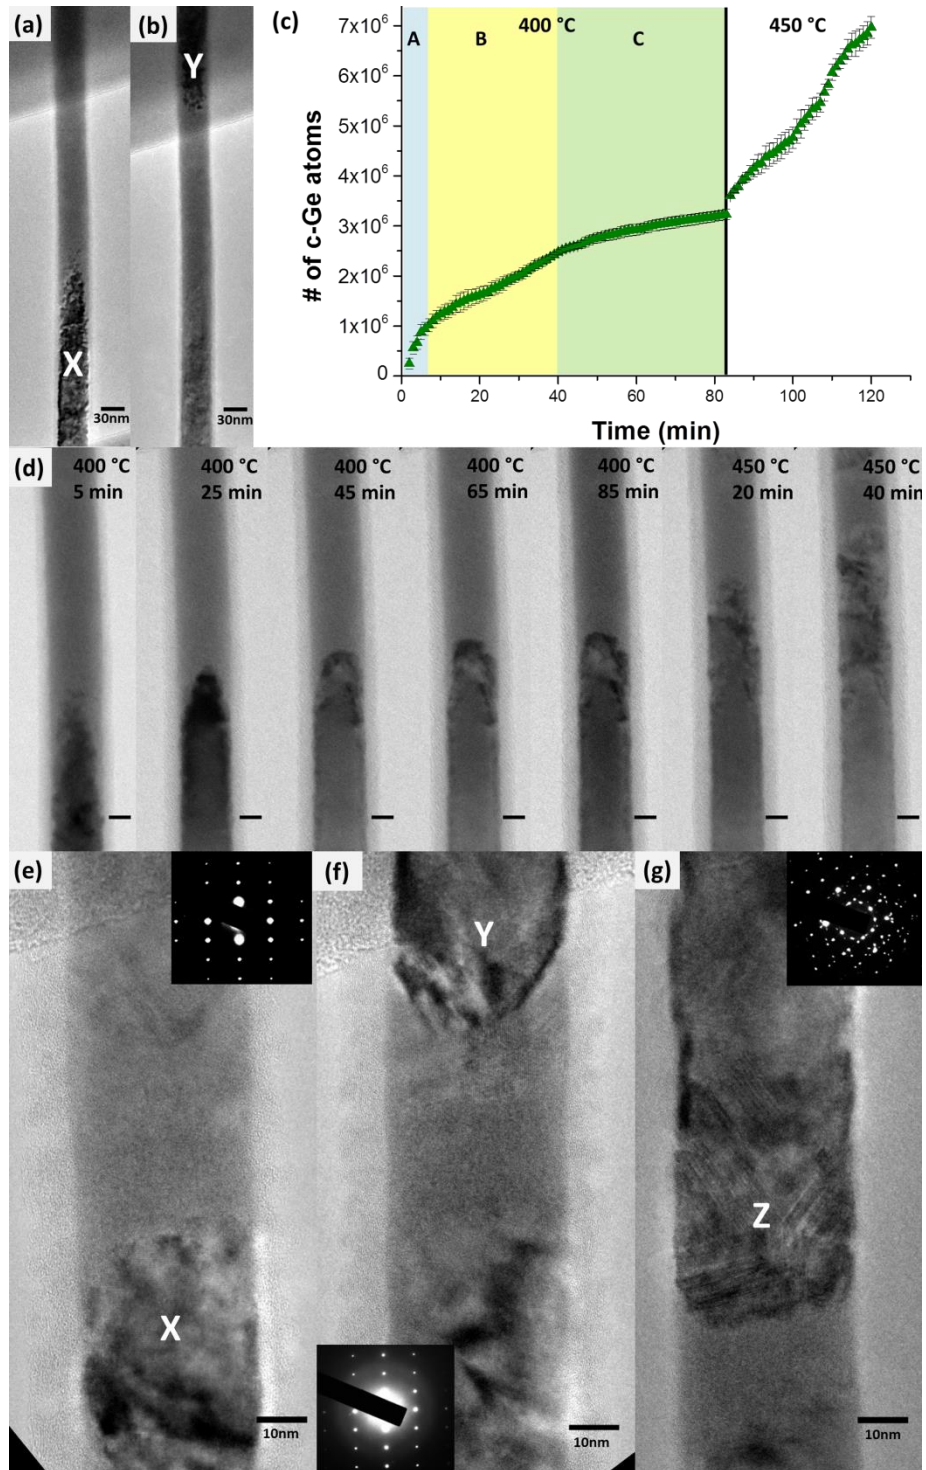 (a)
(b)
Y
X
30nm
30nm
(c)
400 °C
450 °C
A
B
C
7x10⁶
6x10⁶
5x10⁶
4x10⁶
3x10⁶
2x10⁶
1x10⁶
0
# of c-Ge atoms
0 20 40 60 80 100 120
Time (min)
(d)
400 °C
5 min
400 °C
25 min
400 °C
45 min
400 °C
65 min
400 °C
85 min
450 °C
20 min
450 °C
40 min
(e)
X
10nm
(f)
Y
10nm
(g)
Z
10nm